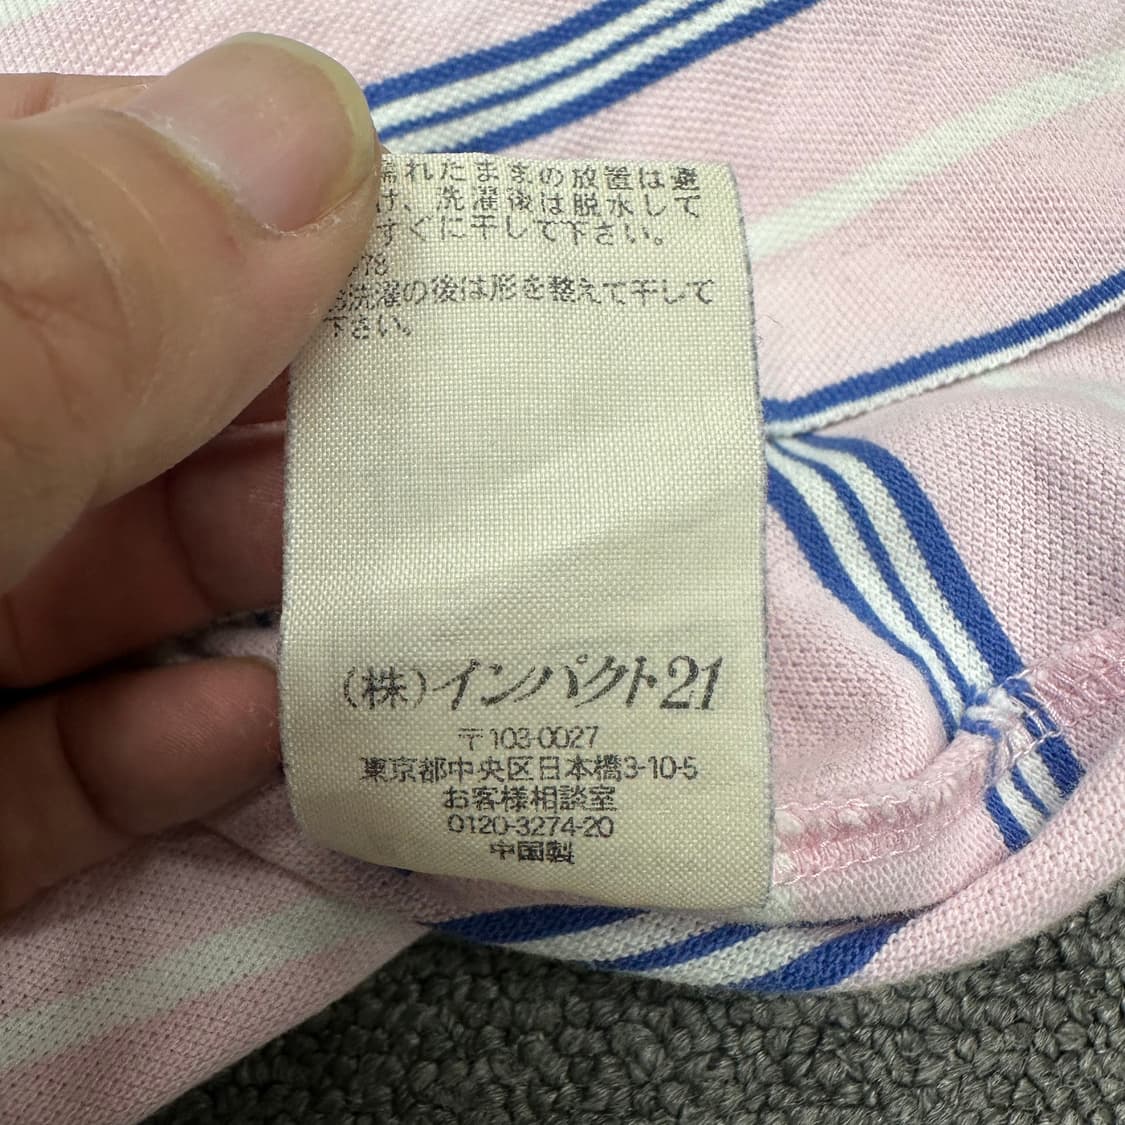 れたままの放置は避
け、洗濯後は脱水して
すぐに干して下さい。
洗濯の後は形を整えて干して
下さい。
(株)インパクト21
〒103-0027
東京都中央区日本橋3-10-5
お客様相談室
0120-3274-20
中国製